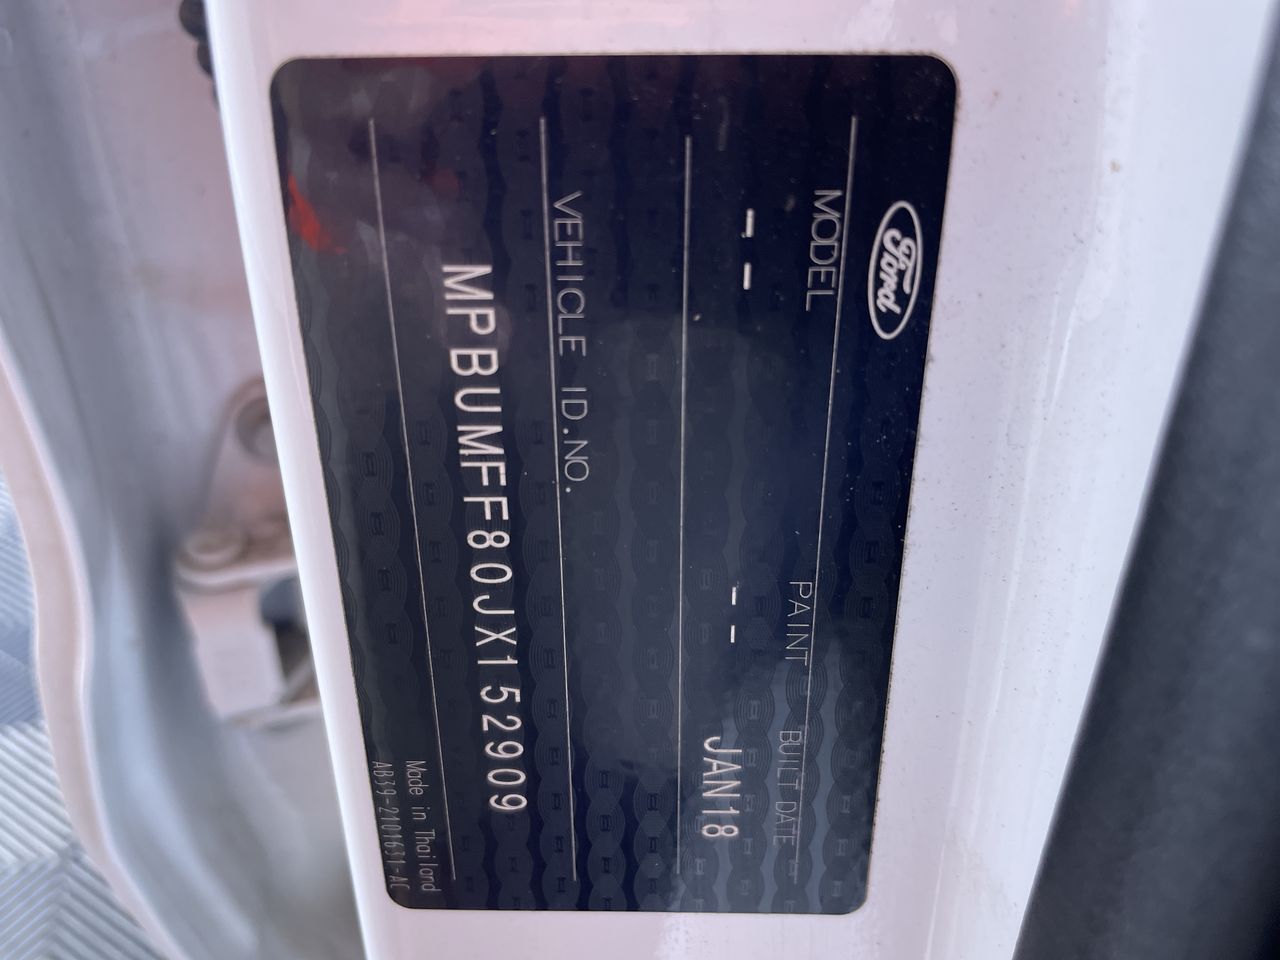 Ford
MODEL PAINT BUILT DATE
-- -- JAN18
VEHICLE ID.NO.
MPBUMFF80JX152909
Made in Thailand
AB39-2101631-AC